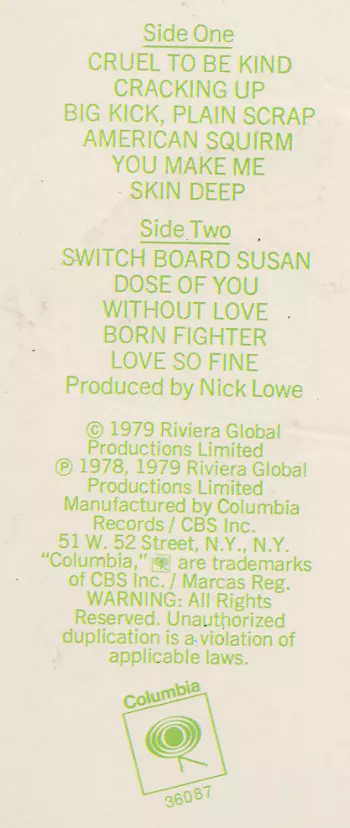 Side One
CRUEL TO BE KIND
CRACKING UP
BIG KICK, PLAIN SCRAP
AMERICAN SQUIRM
YOU MAKE ME
SKIN DEEP
Side Two
SWITCH BOARD SUSAN
DOSE OF YOU
WITHOUT LOVE
BORN FIGHTER
LOVE SO FINE
Produced by Nick Lowe
© 1979 Riviera Global
Productions Limited
℗ 1978, 1979 Riviera Global
Productions Limited
Manufactured by Columbia
Records / CBS Inc.
51 W. 52 Street, N.Y., N.Y.
“Columbia,” are trademarks
of CBS Inc. / Marcas Reg.
WARNING: All Rights
Reserved. Unauthorized
duplication is a violation of
applicable laws.
Columbia
36087